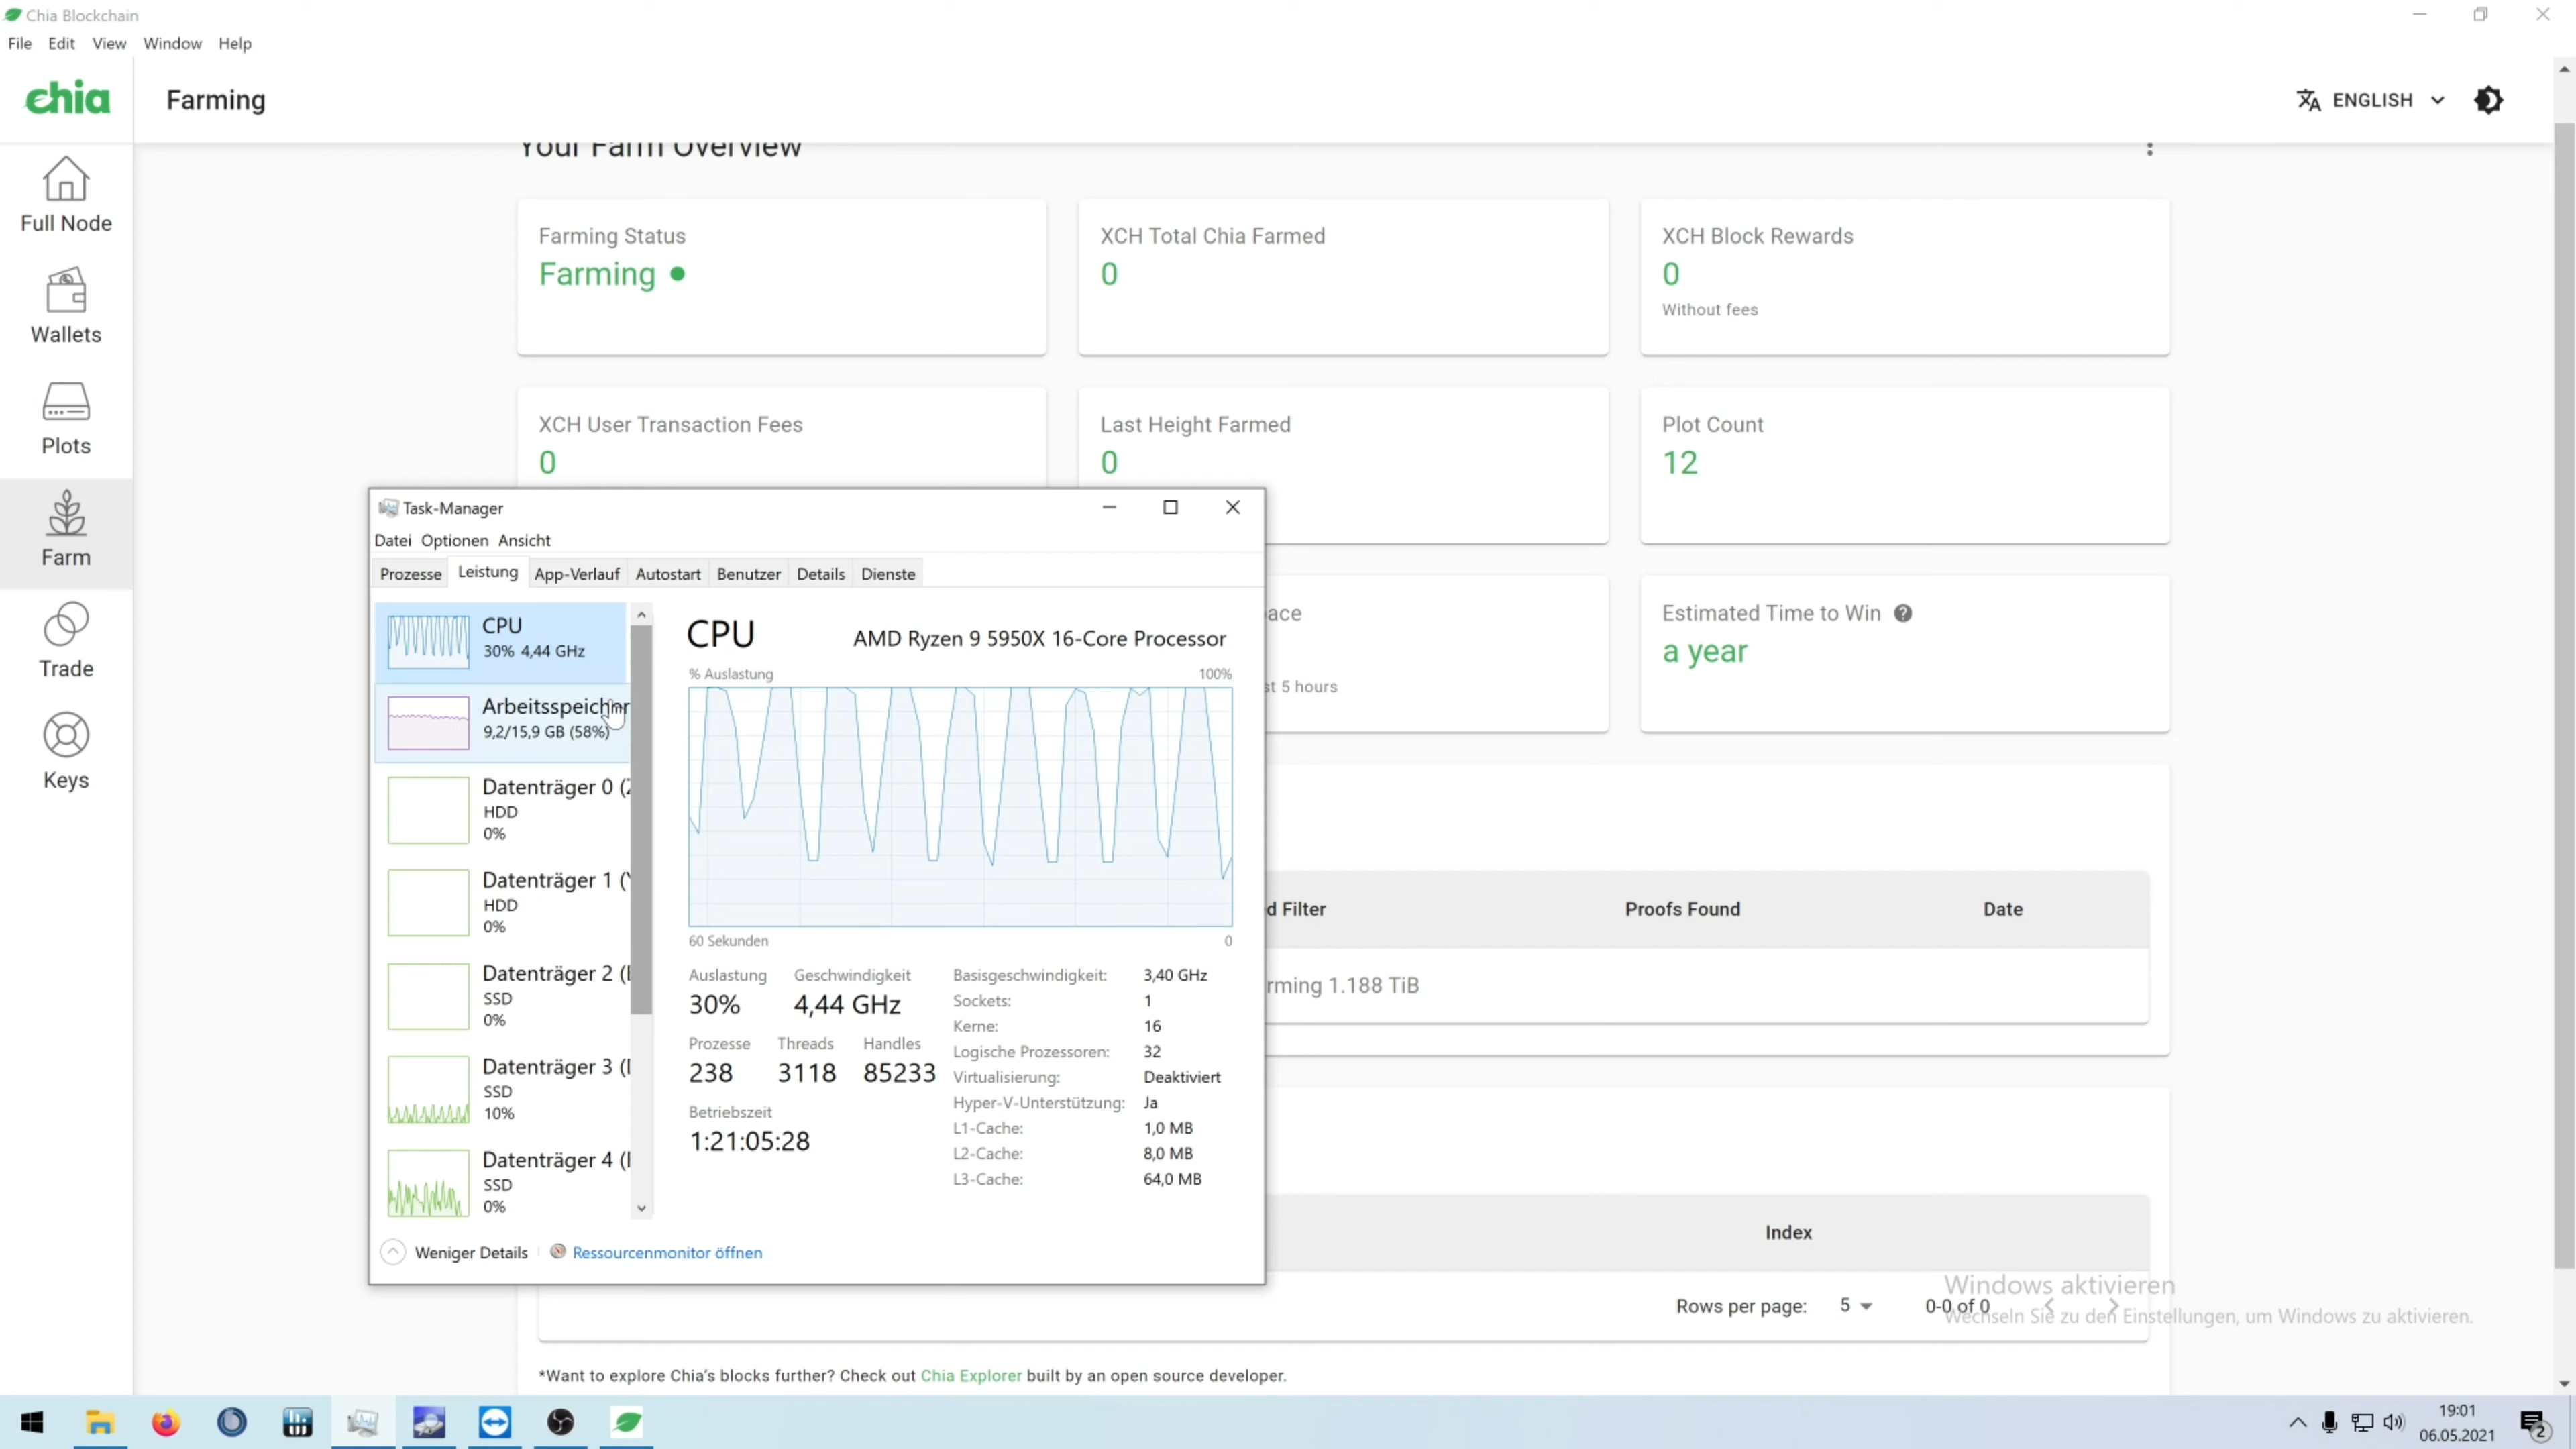 Chia Blockchain
File Edit View Window Help
chia
Farming
ENGLISH
Full Node
Wallets
Plots
Farm
Trade
Keys
Your Farm Overview
Farming Status
Farming
XCH Total Chia Farmed
0
XCH Block Rewards
0
Without fees
XCH User Transaction Fees
0
Last Height Farmed
0
Plot Count
12
ace
st 5 hours
Estimated Time to Win
a year
d Filter
Proofs Found
Date
rming 1.188 TiB
Index
Rows per page: 5 0-0 of 0
*Want to explore Chia's blocks further? Check out Chia Explorer built by an open source developer.
Task-Manager
Datei Optionen Ansicht
Prozesse Leistung App-Verlauf Autostart Benutzer Details Dienste
CPU
30% 4,44 GHz
Arbeitsspeicher
9,2/15,9 GB (58%)
Datenträger 0 (Z
HDD
0%
Datenträger 1 (Y
HDD
0%
Datenträger 2 (
SSD
0%
Datenträger 3 (
SSD
10%
Datenträger 4 (
SSD
0%
CPU
AMD Ryzen 9 5950X 16-Core Processor
% Auslastung 100%
60 Sekunden 0
Auslastung Geschwindigkeit
30% 4,44 GHz
Prozesse Threads Handles
238 3118 85233
Betriebszeit
1:21:05:28
Basisgeschwindigkeit: 3,40 GHz
Sockets: 1
Kerne: 16
Logische Prozessoren: 32
Virtualisierung: Deaktiviert
Hyper-V-Unterstützung: Ja
L1-Cache: 1,0 MB
L2-Cache: 8,0 MB
L3-Cache: 64,0 MB
Weniger Details
Ressourcenmonitor öffnen
Windows aktivieren
Wechseln Sie zu den Einstellungen, um Windows zu aktivieren.
19:01
06.05.2021
2